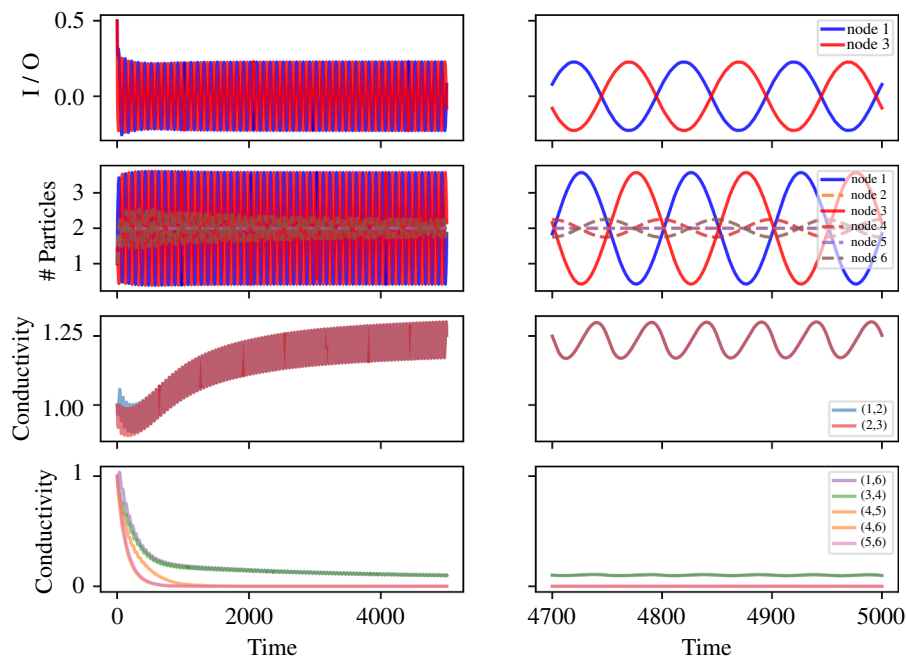 I / O
0.5
0.0
node 1
node 3
# Particles
3
2
1
node 1
node 2
node 3
node 4
node 5
node 6
Conductivity
1.25
1.00
(1,2)
(2,3)
Conductivity
1
0
(1,6)
(3,4)
(4,5)
(4,6)
(5,6)
0 2000 4000
4700 4800 4900 5000
Time
Time